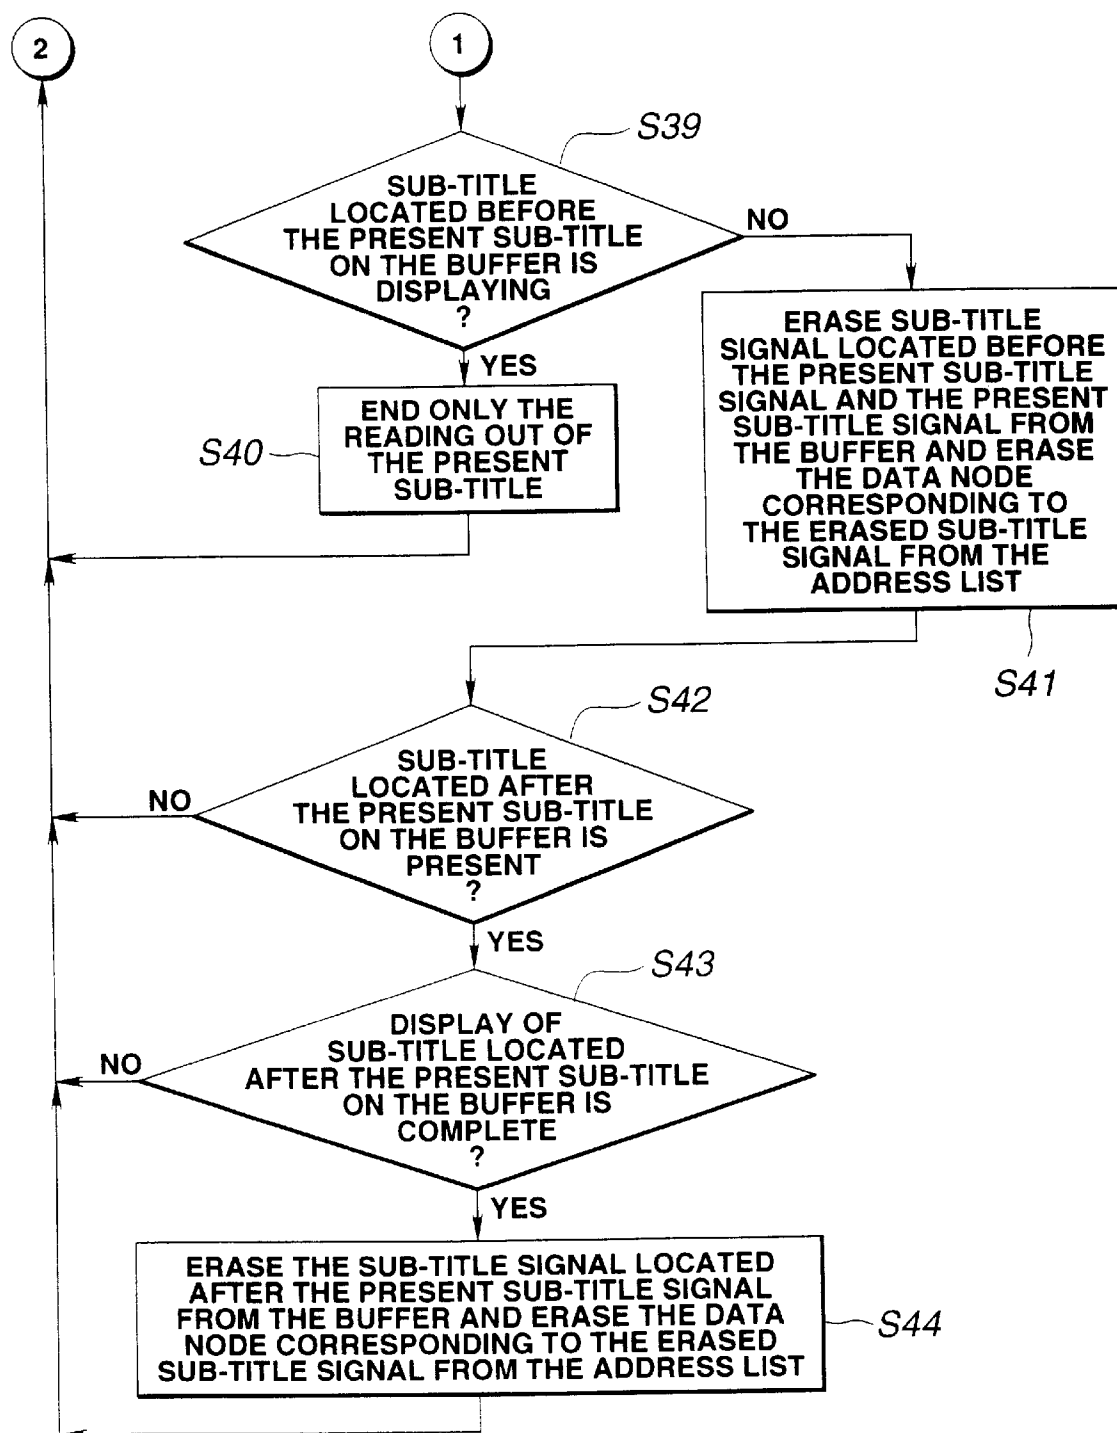 2
1
S39
SUB-TITLE
LOCATED BEFORE
THE PRESENT SUB-TITLE
ON THE BUFFER IS
DISPLAYING
?
NO
YES
END ONLY THE
READING OUT OF
THE PRESENT
SUB-TITLE
S40
ERASE SUB-TITLE
SIGNAL LOCATED BEFORE
THE PRESENT SUB-TITLE
SIGNAL AND THE PRESENT
SUB-TITLE SIGNAL FROM
THE BUFFER AND ERASE
THE DATA NODE
CORRESPONDING TO
THE ERASED SUB-TITLE
SIGNAL FROM THE
ADDRESS LIST
S41
S42
SUB-TITLE
LOCATED AFTER
THE PRESENT SUB-TITLE
ON THE BUFFER IS
PRESENT
?
NO
YES
S43
DISPLAY OF
SUB-TITLE LOCATED
AFTER THE PRESENT SUB-TITLE
ON THE BUFFER IS
COMPLETE
?
NO
YES
ERASE THE SUB-TITLE SIGNAL LOCATED
AFTER THE PRESENT SUB-TITLE SIGNAL
FROM THE BUFFER AND ERASE THE DATA
NODE CORRESPONDING TO THE ERASED
SUB-TITLE SIGNAL FROM THE ADDRESS LIST
S44